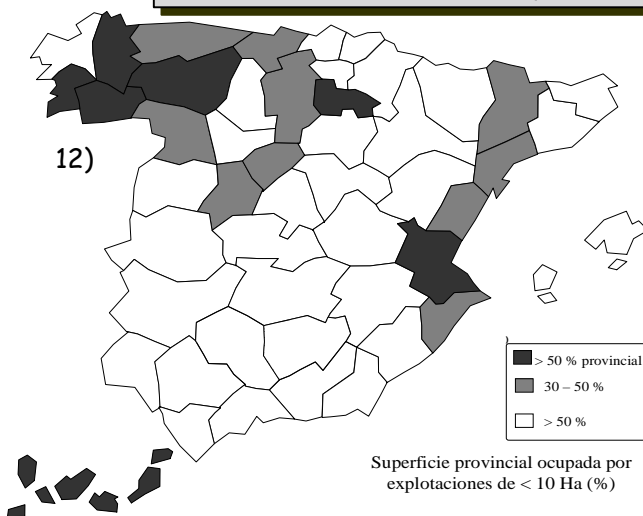 12)
> 50 % provincial
30 – 50 %
> 50 %
Superficie provincial ocupada por
explotaciones de < 10 Ha (%)